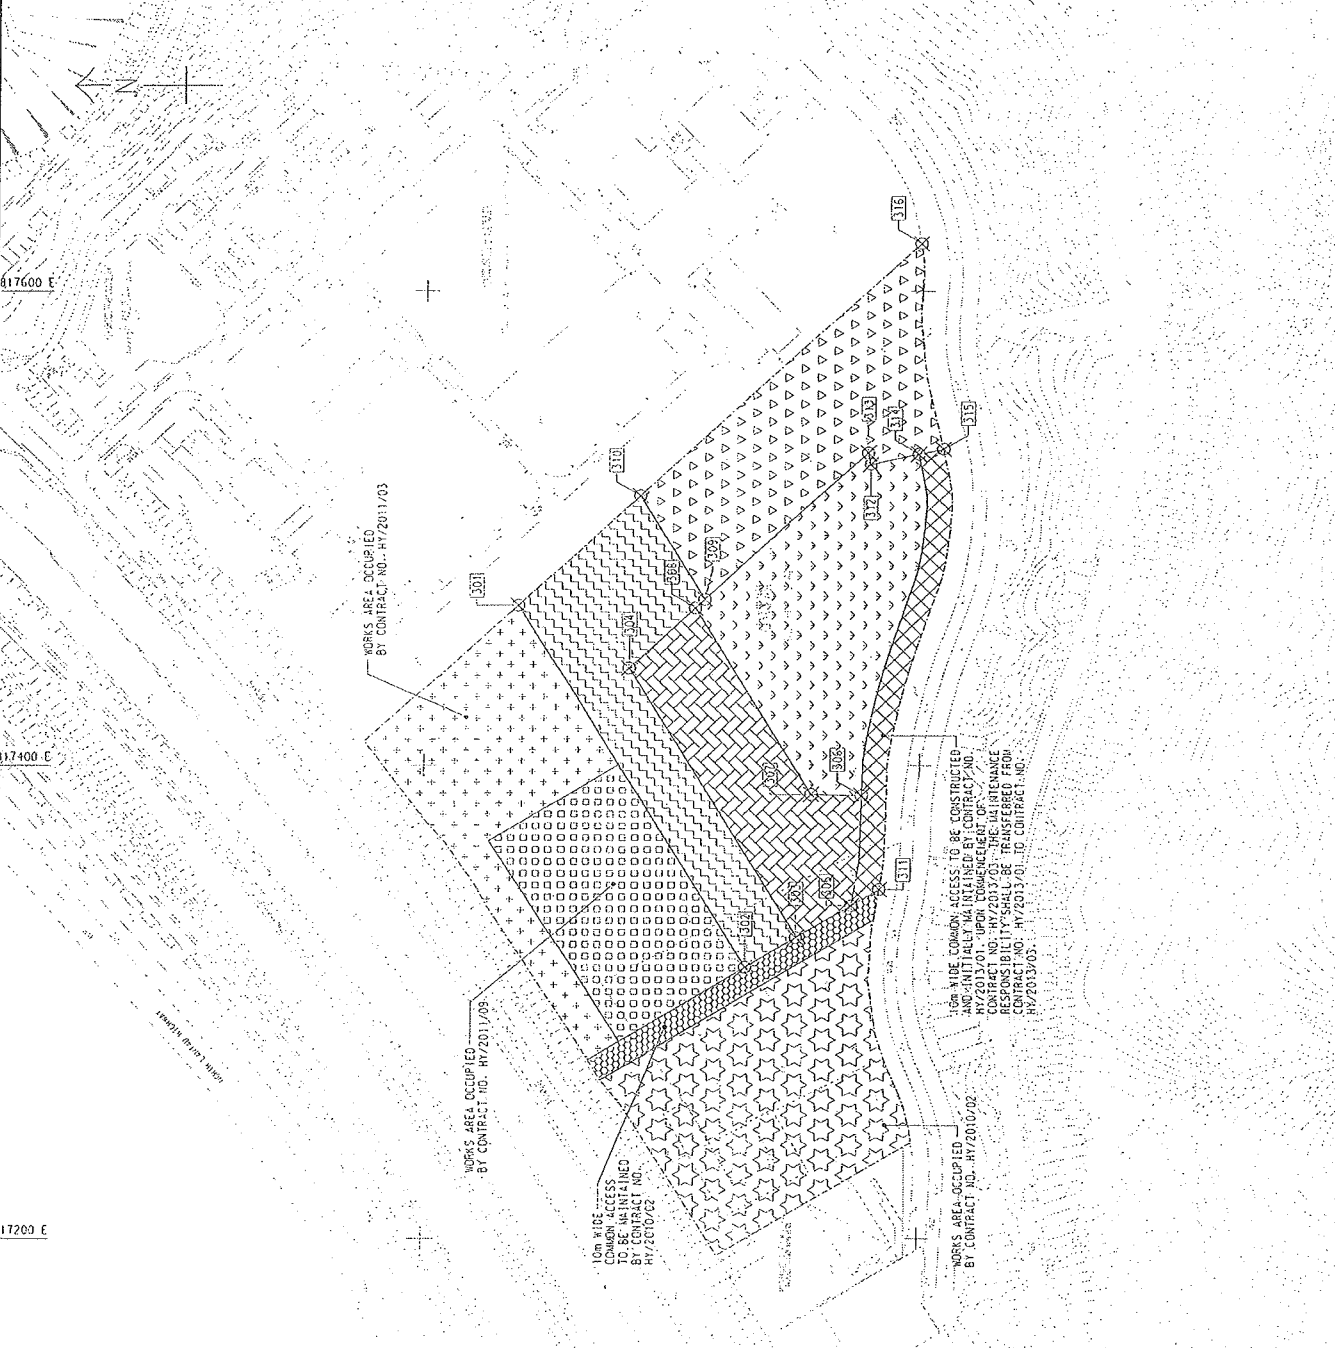 N
817600 E
817400 E
17200 E
WORKS AREA OCCUPIED
BY CONTRACT NO. HY/2011/03
WORKS AREA OCCUPIED
BY CONTRACT NO. HY/2011/09
10m WIDE
COMMON ACCESS
TO BE MAINTAINED
BY CONTRACT NO.
HY/2010/02
WORKS AREA OCCUPIED
BY CONTRACT NO. HY/2010/02
10m WIDE COMMON ACCESS TO BE CONSTRUCTED
AND INITIALLY MAINTAINED BY CONTRACT NO.
HY/2013/01. UPON COMMENCEMENT OF
CONTRACT NO. HY/2013/03, THE MAINTENANCE
RESPONSIBILITY SHALL BE TRANSFERRED FROM
CONTRACT NO. HY/2013/01 TO CONTRACT NO.
HY/2013/03.
301
302
303
304
305
306
307
308
309
310
311
312
313
314
315
316